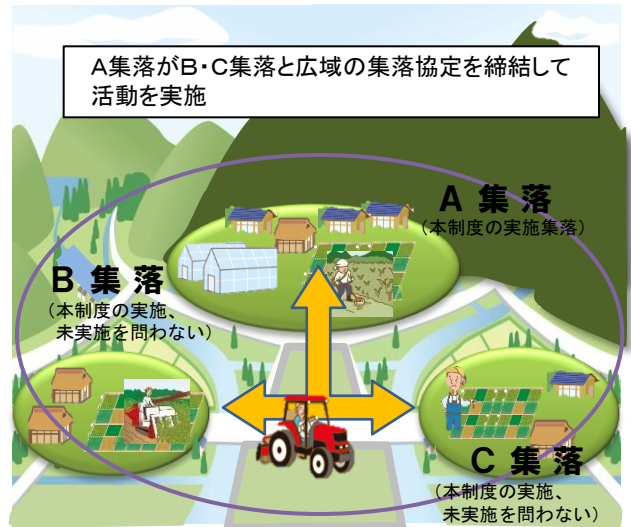 A集落がB・C集落と広域の集落協定を締結して
活動を実施
A 集 落
(本制度の実施集落)
B 集 落
(本制度の実施、
未実施を問わない)
C 集 落
(本制度の実施、
未実施を問わない)